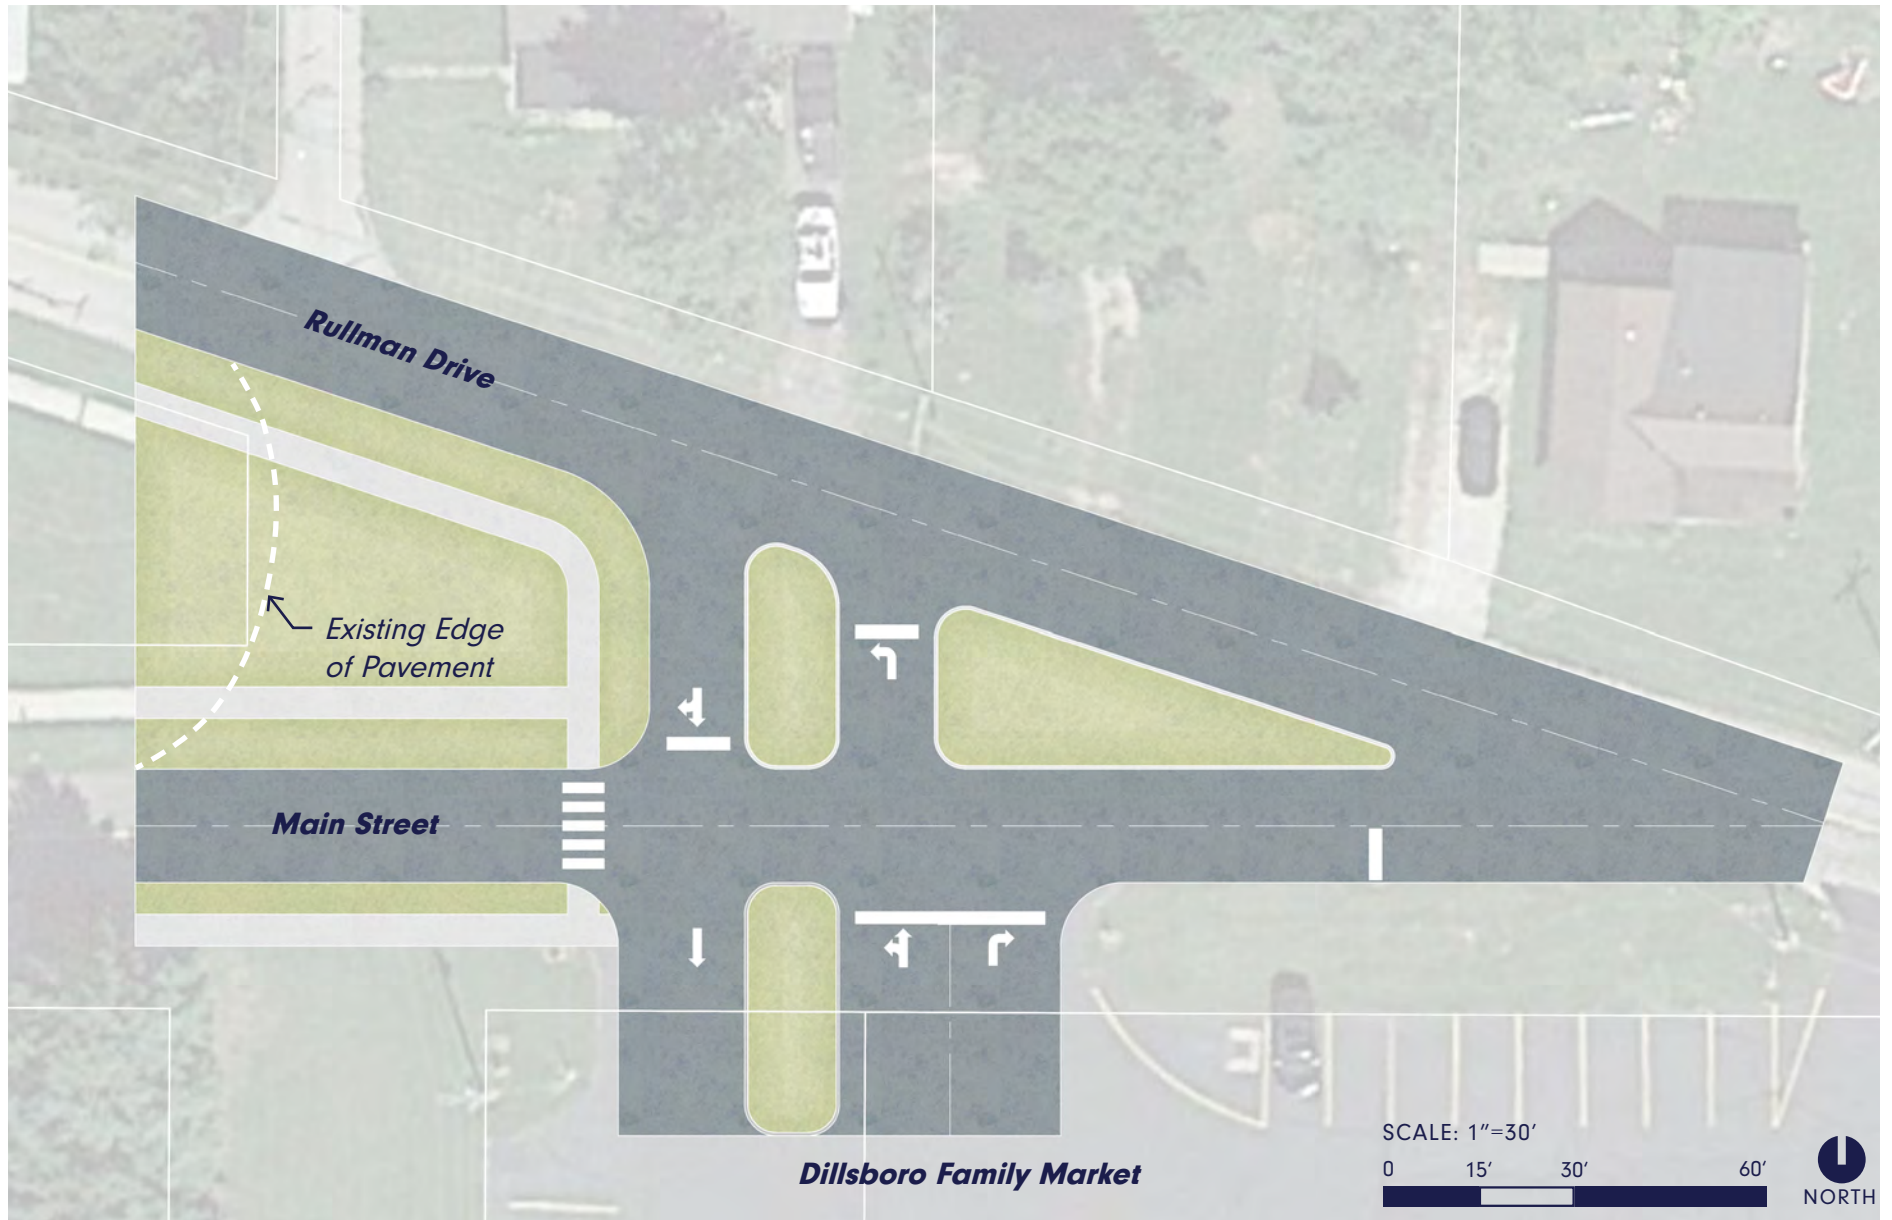 Rullman Drive
Existing Edge
of Pavement
Main Street
Dillsboro Family Market
SCALE: 1"=30'
0 15' 30' 60'
NORTH